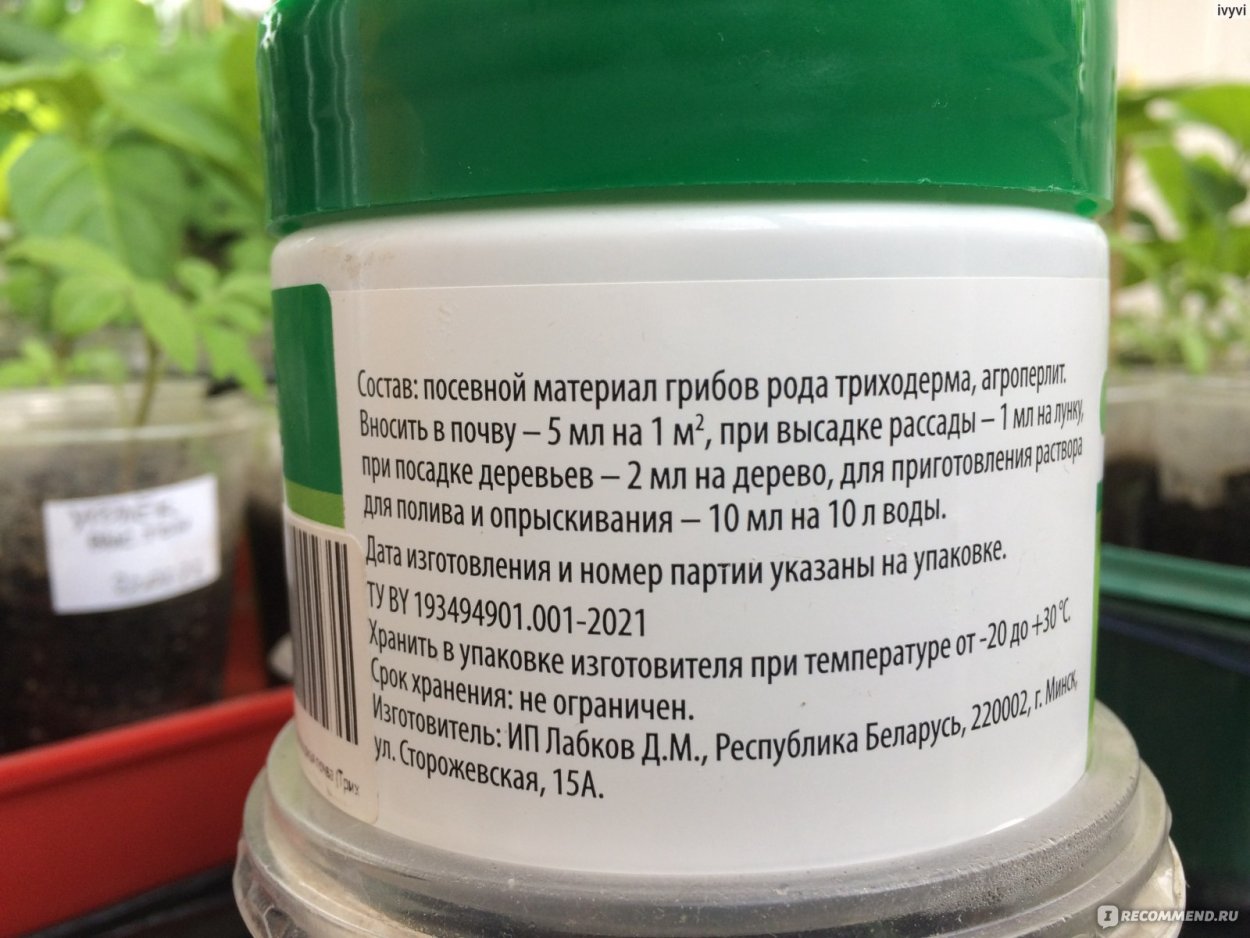 ivyvi
Состав: посевной материал грибов рода триходерма, агроперлит.
Вносить в почву – 5 мл на 1 м², при высадке рассады – 1 мл на лунку,
при посадке деревьев – 2 мл на дерево, для приготовления раствора
для полива и опрыскивания – 10 мл на 10 л воды.
Дата изготовления и номер партии указаны на упаковке.
ТУ BY 193494901.001-2021
Хранить в упаковке изготовителя при температуре от -20 до +30 °С.
Срок хранения: не ограничен.
Изготовитель: ИП Лабков Д.М., Республика Беларусь, 220002, г. Минск,
ул. Сторожевская, 15А.
(Трих
RECOMMEND.RU